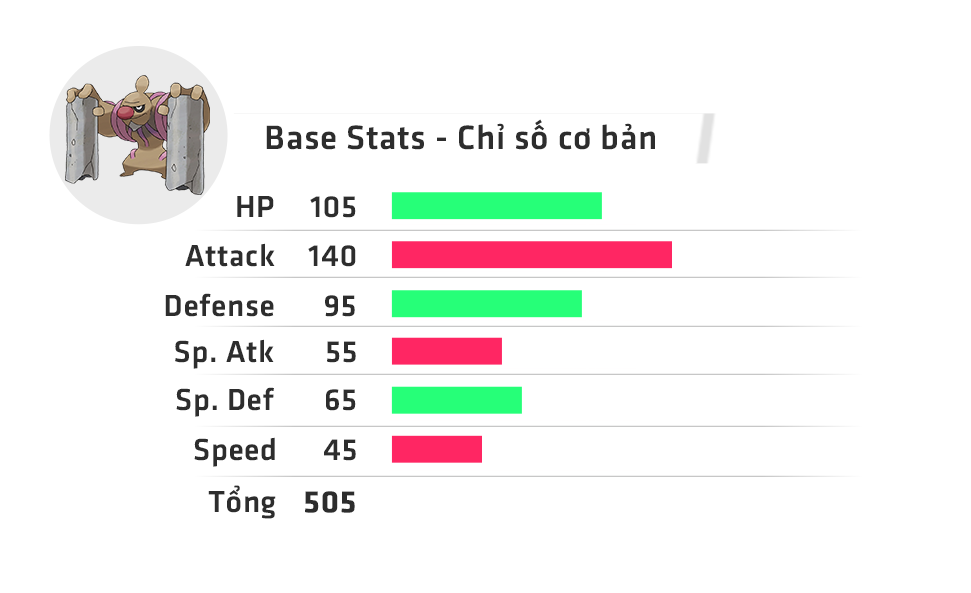 Base Stats - Chỉ số cơ bản
HP 105
Attack 140
Defense 95
Sp. Atk 55
Sp. Def 65
Speed 45
Tổng 505